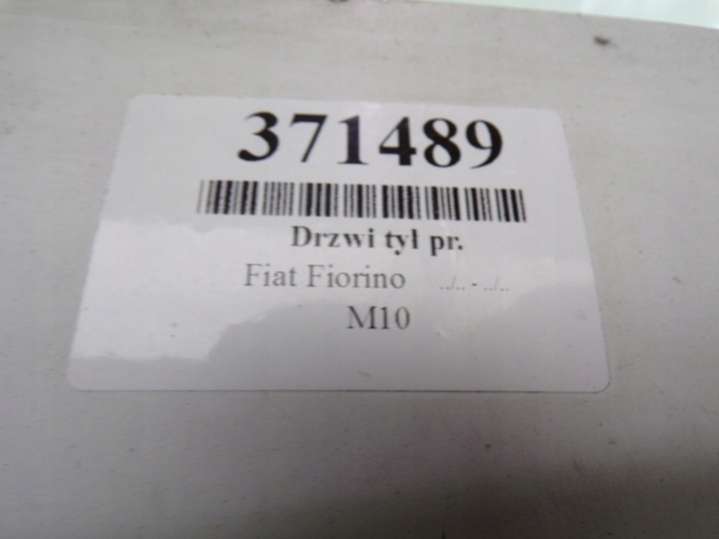 371489
Drzwi tył pr.
Fiat Fiorino ../.. - ../..
M10